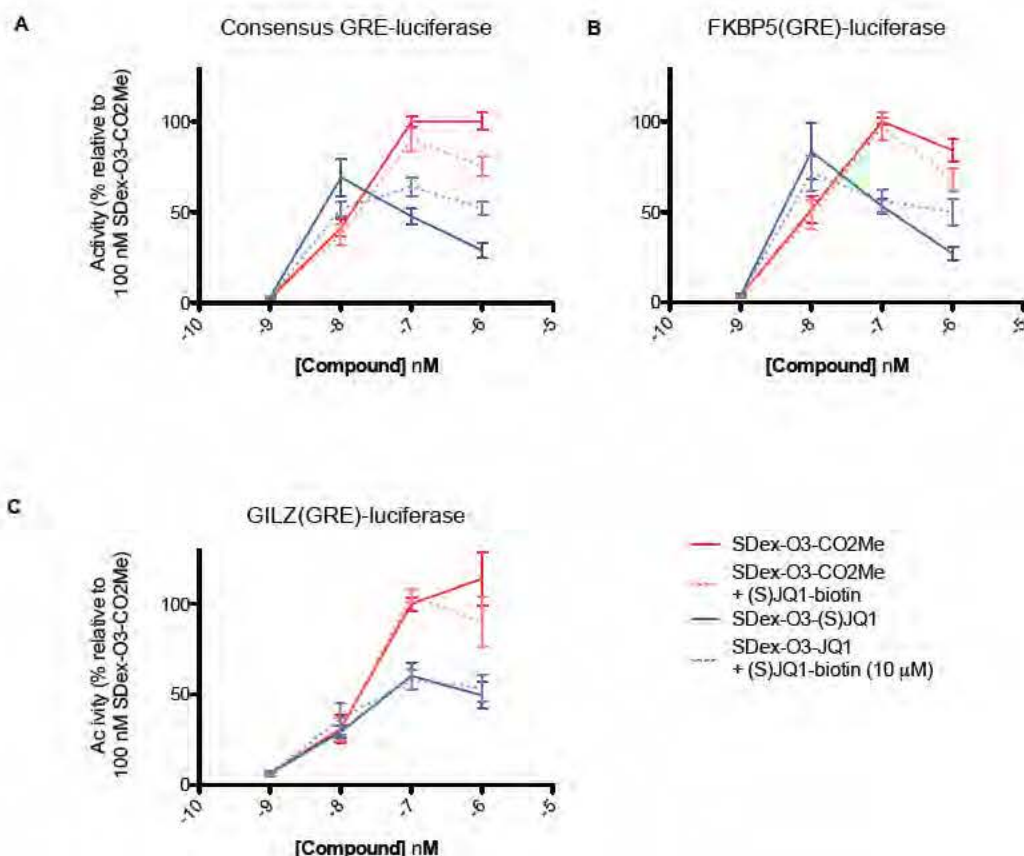 A
Consensus GRE-luciferase
Activity (% relative to
100 nM SDex-O3-CO2Me)
100
50
0
-10
-9
-8
-7
-6
-5
[Compound] nM
B
FKBP5(GRE)-luciferase
100
50
0
-10
-9
-8
-7
-6
-5
[Compound] nM
C
GILZ(GRE)-luciferase
Ac ivity (% relative to
100 nM SDex-O3-CO2Me)
100
50
0
-10
-9
-8
-7
-6
-5
[Compound] nM
SDex-O3-CO2Me
SDex-O3-CO2Me
+ (S)JQ1-biotin
SDex-O3-(S)JQ1
SDex-O3-JQ1
+ (S)JQ1-biotin (10 µM)